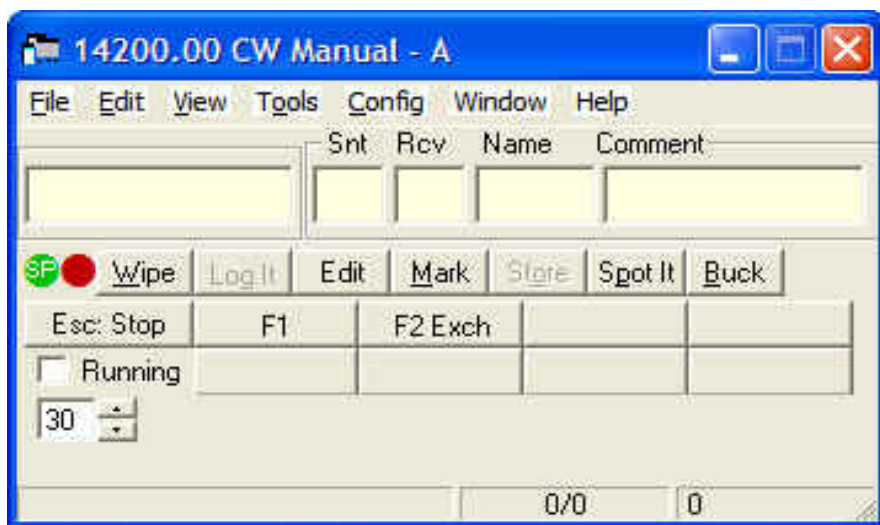 14200.00 CW Manual - A
File Edit View Tools Config Window Help
Snt Rcv Name Comment
SP Wipe Log It Edit Mark Store Spot It Buck
Esc: Stop F1 F2 Exch
Running
30
0/0 0